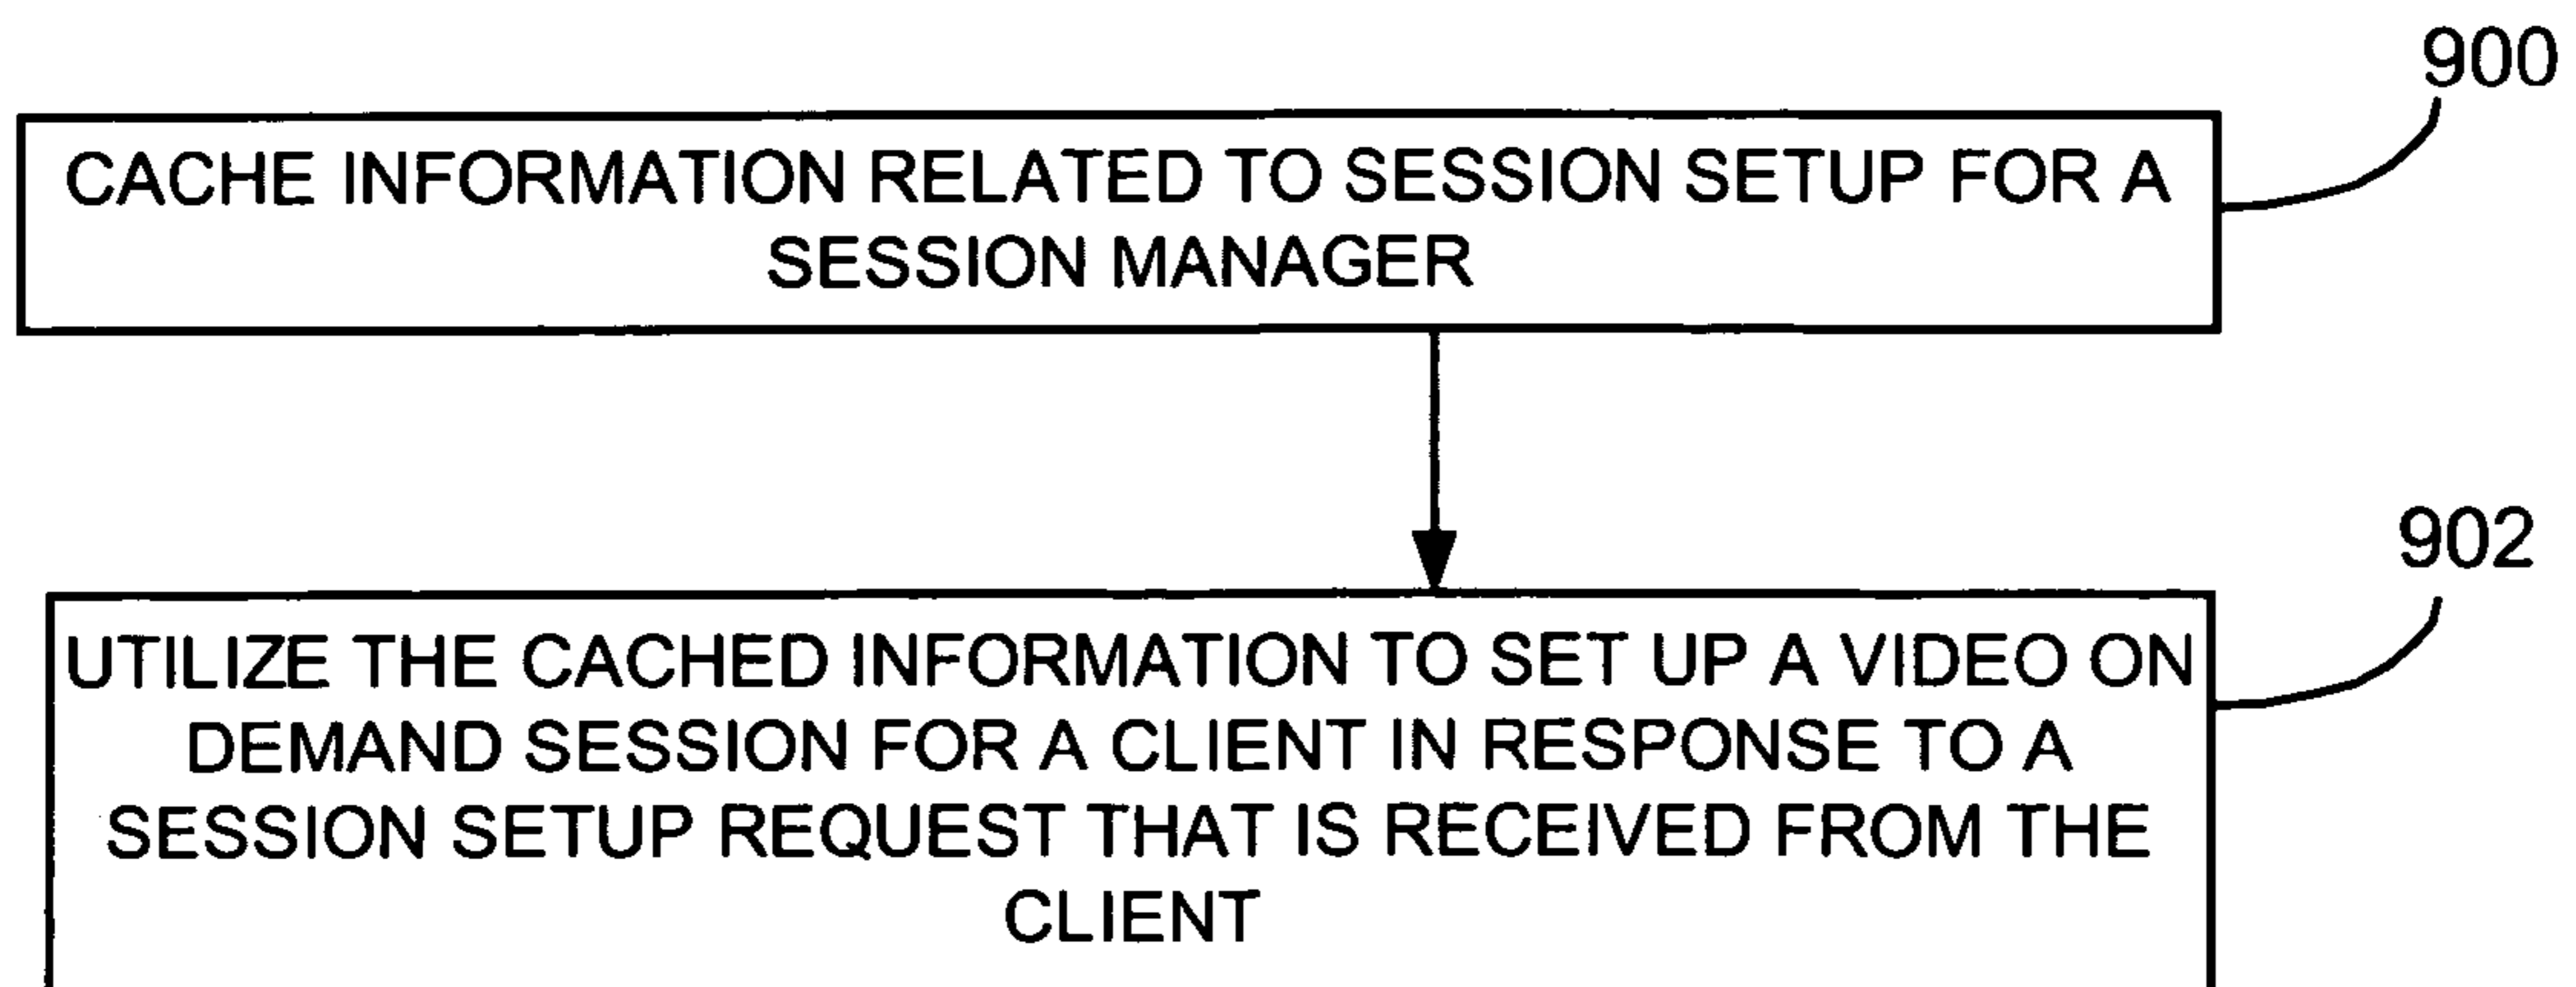 900
CACHE INFORMATION RELATED TO SESSION SETUP FOR A
SESSION MANAGER
902
UTILIZE THE CACHED INFORMATION TO SET UP A VIDEO ON
DEMAND SESSION FOR A CLIENT IN RESPONSE TO A
SESSION SETUP REQUEST THAT IS RECEIVED FROM THE
CLIENT